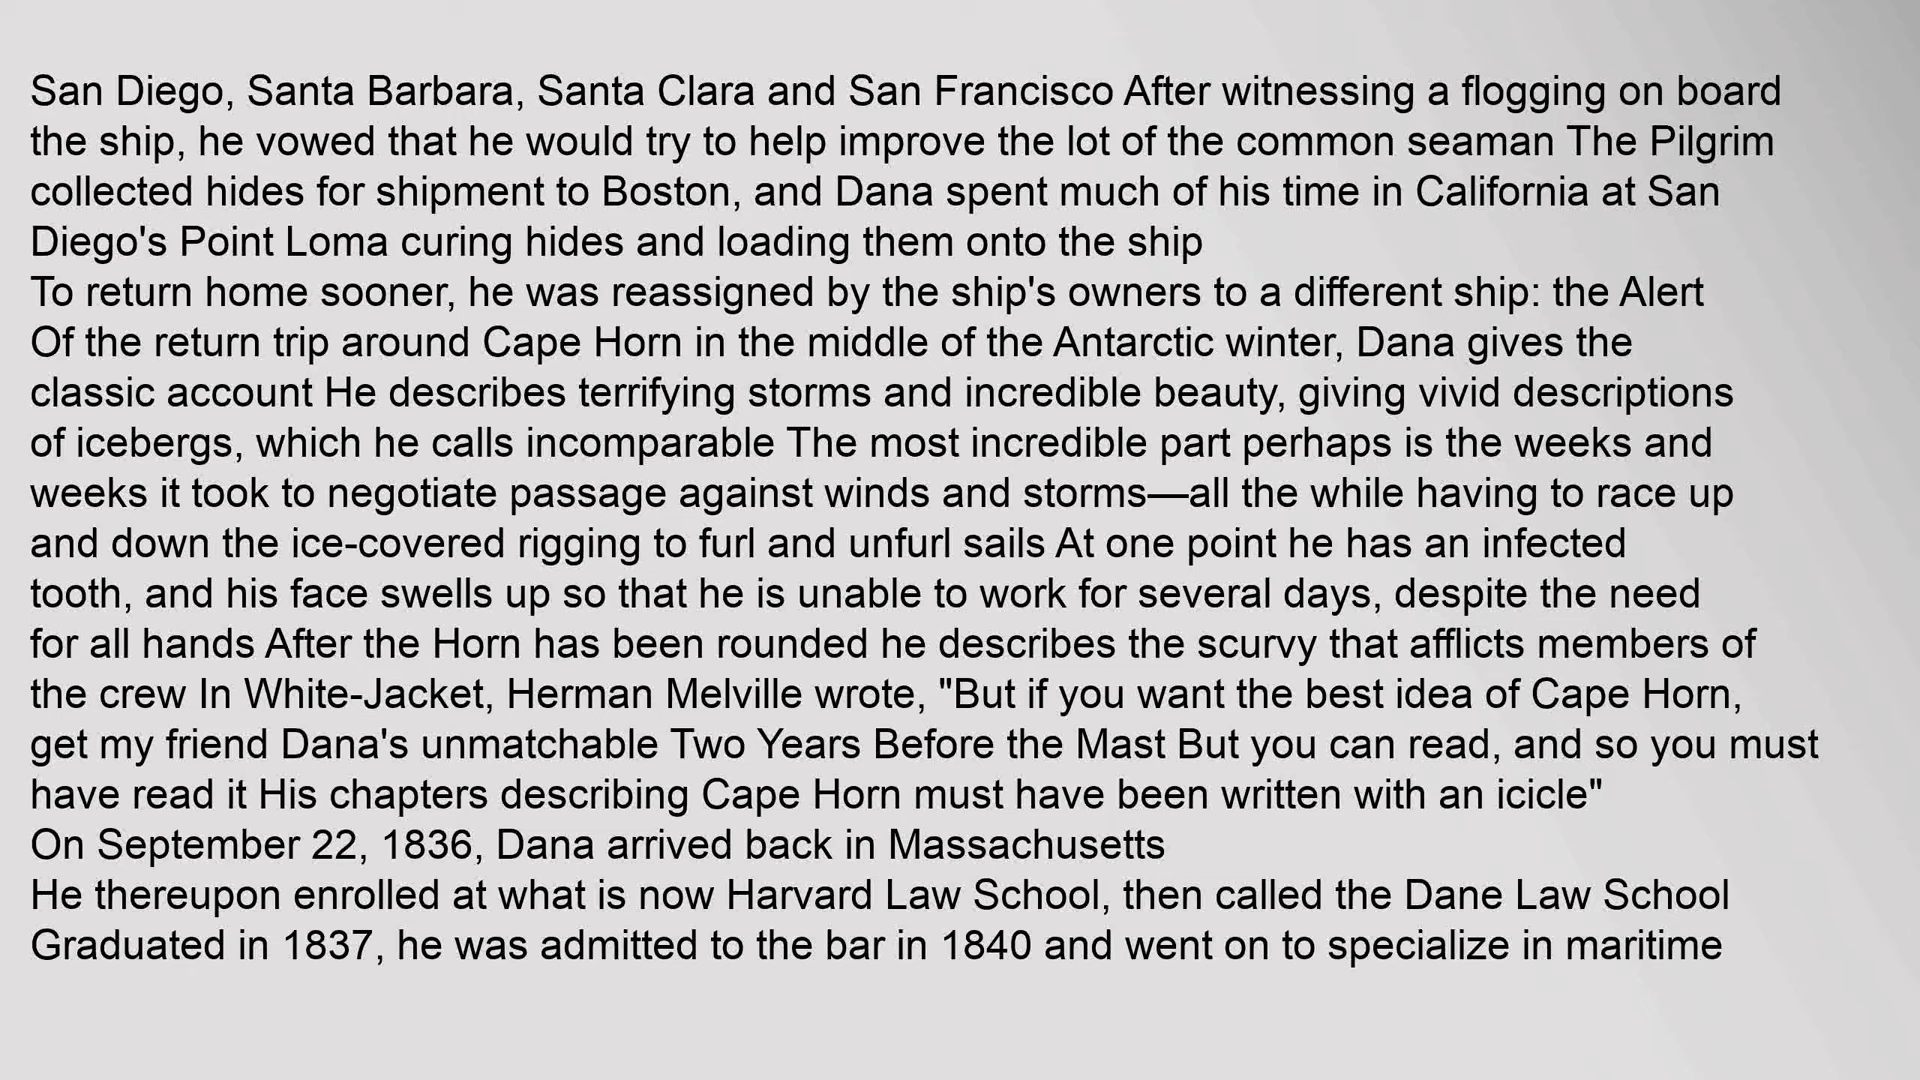 San Diego, Santa Barbara, Santa Clara and San Francisco After witnessing a flogging on board
the ship, he vowed that he would try to help improve the lot of the common seaman The Pilgrim
collected hides for shipment to Boston, and Dana spent much of his time in California at San
Diego's Point Loma curing hides and loading them onto the ship
To return home sooner, he was reassigned by the ship's owners to a different ship: the Alert
Of the return trip around Cape Horn in the middle of the Antarctic winter, Dana gives the
classic account He describes terrifying storms and incredible beauty, giving vivid descriptions
of icebergs, which he calls incomparable The most incredible part perhaps is the weeks and
weeks it took to negotiate passage against winds and storms—all the while having to race up
and down the ice-covered rigging to furl and unfurl sails At one point he has an infected
tooth, and his face swells up so that he is unable to work for several days, despite the need
for all hands After the Horn has been rounded he describes the scurvy that afflicts members of
the crew In White-Jacket, Herman Melville wrote, "But if you want the best idea of Cape Horn,
get my friend Dana's unmatchable Two Years Before the Mast But you can read, and so you must
have read it His chapters describing Cape Horn must have been written with an icicle"
On September 22, 1836, Dana arrived back in Massachusetts
He thereupon enrolled at what is now Harvard Law School, then called the Dane Law School
Graduated in 1837, he was admitted to the bar in 1840 and went on to specialize in maritime